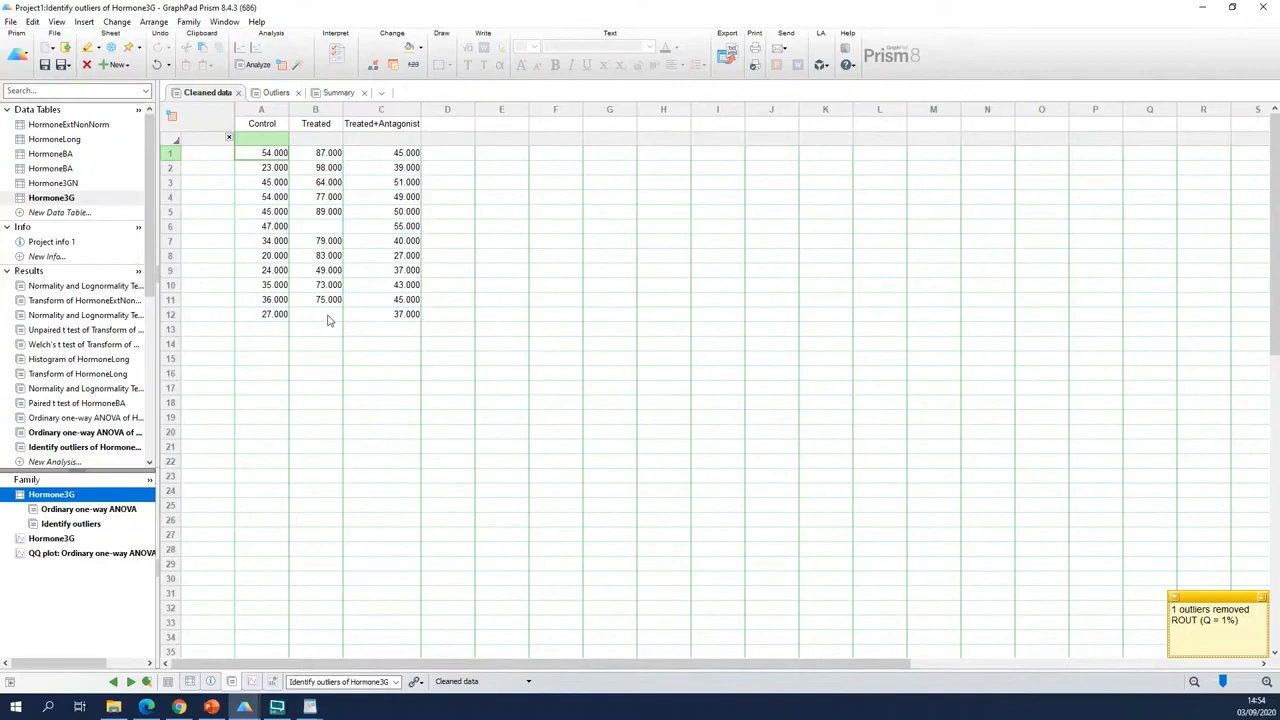 Project1:Identify outliers of Hormone3G - GraphPad Prism 8.4.3 (686)
File Edit View Insert Change Arrange Family Window Help
Prism File Sheet Undo Clipboard Analysis Interpret Change Draw Write Text Export Print Send LA Help
New Analyze Prism 8
Search...
Cleaned data Outliers Summary
Data Tables
HormoneExtNonNorm
HormoneLong
HormoneBA
HormoneBA
Hormone3GN
Hormone3G
New Data Table...
Info
Project info 1
New Info...
Results
Normality and Lognormality Te...
Transform of HormoneExtNon...
Normality and Lognormality Te...
Unpaired t test of Transform of
Welch's t test of Transform of
Histogram of HormoneLong
Transform of HormoneLong
Normality and Lognormality Te...
Paired t test of HormoneBA
Ordinary one-way ANOVA of H...
Ordinary one-way ANOVA of ...
Identify outliers of Hormone...
New Analysis...
Family
Hormone3G
Ordinary one-way ANOVA
Identify outliers
Hormone3G
QQ plot: Ordinary one-way ANOVA
A B C D E F G H I J K L M N O P Q R S
Control Treated Treated+Antagonist
1 54.000 87.000 45.000
2 23.000 98.000 39.000
3 45.000 64.000 51.000
4 54.000 77.000 49.000
5 45.000 89.000 50.000
6 47.000 55.000
7 34.000 79.000 40.000
8 20.000 83.000 27.000
9 24.000 49.000 37.000
10 35.000 73.000 43.000
11 36.000 75.000 45.000
12 27.000 37.000
13
14
15
16
17
18
19
20
21
22
23
24
25
26
27
28
29
30
31
32
33
34
35
1 outliers removed
ROUT (Q = 1%)
Identify outliers of Hormone3G Cleaned data
14:54
03/09/2020